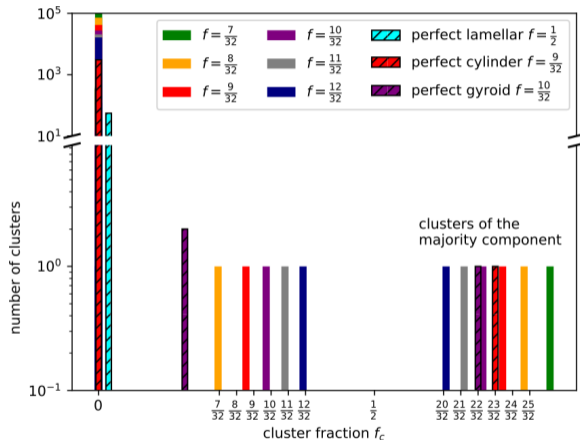 10^5
10^3
10^1
10^0
10^{-1}
number of clusters
f = 7/32
f = 8/32
f = 9/32
f = 10/32
f = 11/32
f = 12/32
perfect lamellar f = 1/2
perfect cylinder f = 9/32
perfect gyroid f = 10/32
clusters of the
majority component
0 7/32 8/32 9/32 10/32 11/32 12/32 1/2 20/32 21/32 22/32 23/32 24/32 25/32
cluster fraction f_c